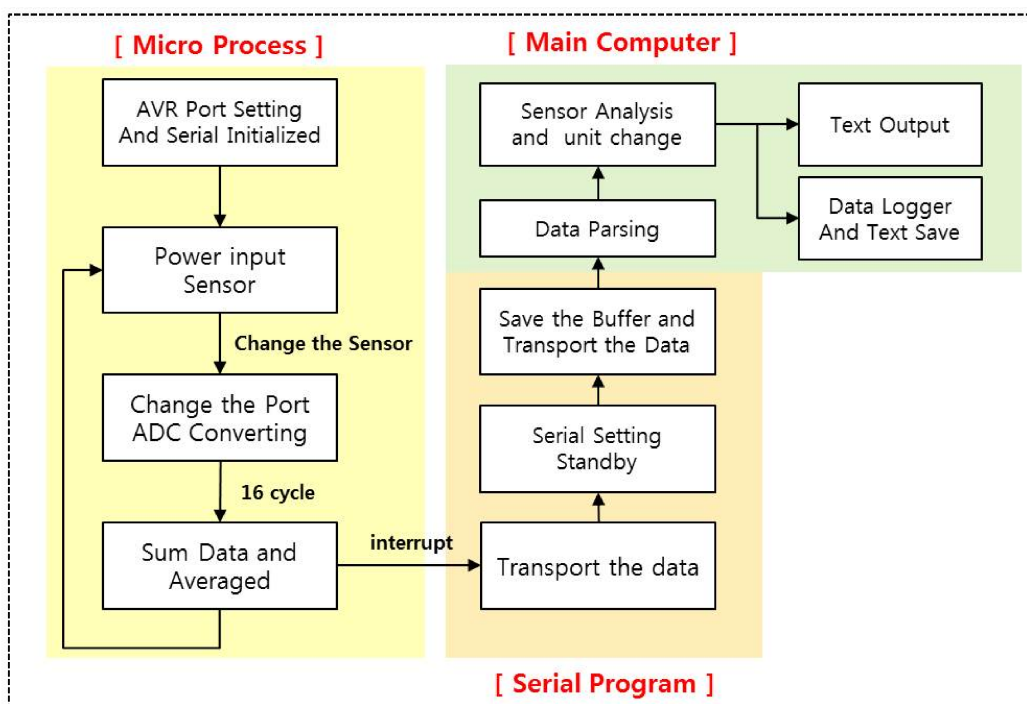 [ Micro Process ]
AVR Port Setting
And Serial Initialized
Power input
Sensor
Change the Sensor
Change the Port
ADC Converting
16 cycle
Sum Data and
Averaged
interrupt
[ Main Computer ]
Sensor Analysis
and unit change
Text Output
Data Logger
And Text Save
Data Parsing
Save the Buffer and
Transport the Data
Serial Setting
Standby
Transport the data
[ Serial Program ]